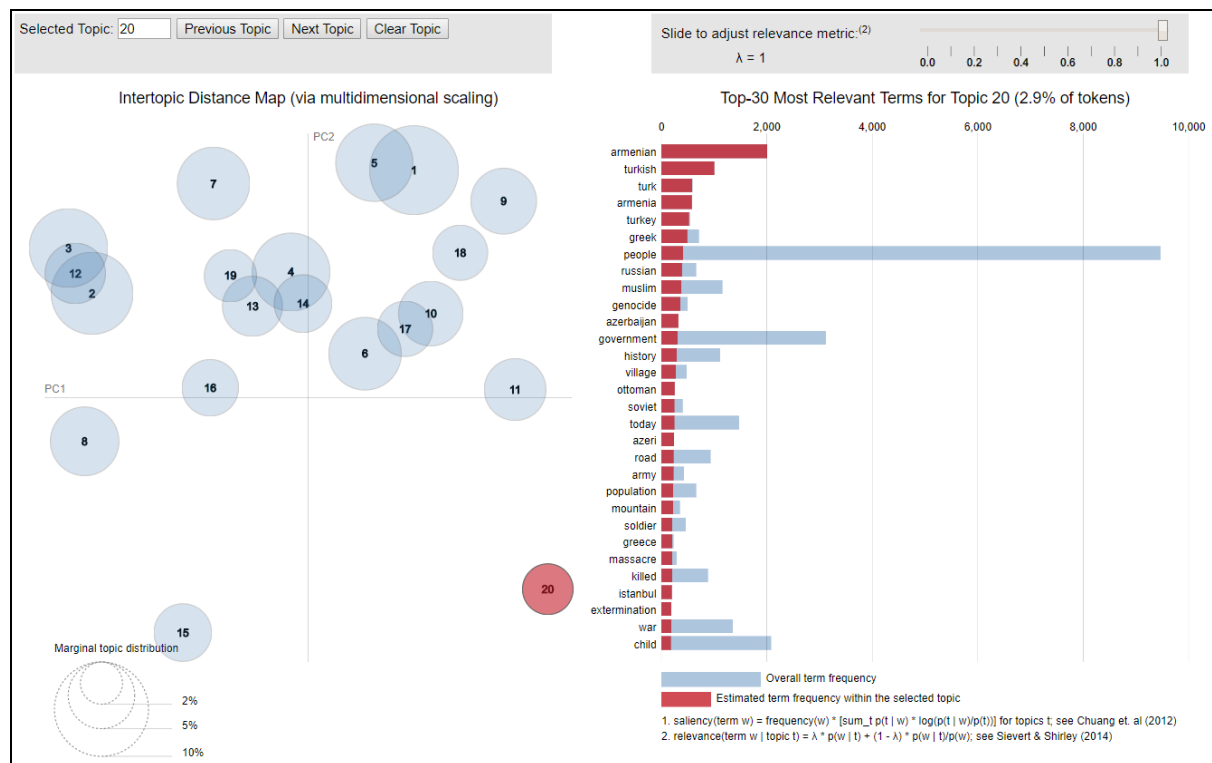 Selected Topic: 20 Previous Topic Next Topic Clear Topic
Slide to adjust relevance metric:(2)
λ = 1
0.0 0.2 0.4 0.6 0.8 1.0
Intertopic Distance Map (via multidimensional scaling)
PC2
PC1
5
1
7
9
3
18
12
19
4
2
13
14
10
17
6
16
11
8
20
15
Marginal topic distribution
2%
5%
10%
Top-30 Most Relevant Terms for Topic 20 (2.9% of tokens)
0 2,000 4,000 6,000 8,000 10,000
armenian
turkish
turk
armenia
turkey
greek
people
russian
muslim
genocide
azerbaijan
government
history
village
ottoman
soviet
today
azeri
road
army
population
mountain
soldier
greece
massacre
killed
istanbul
extermination
war
child
Overall term frequency
Estimated term frequency within the selected topic
1. saliency(term w) = frequency(w) * [sum_t p(t | w) * log(p(t | w)/p(t))] for topics t; see Chuang et. al (2012)
2. relevance(term w | topic t) = λ * p(w | t) + (1 - λ) * p(w | t)/p(w); see Sievert & Shirley (2014)